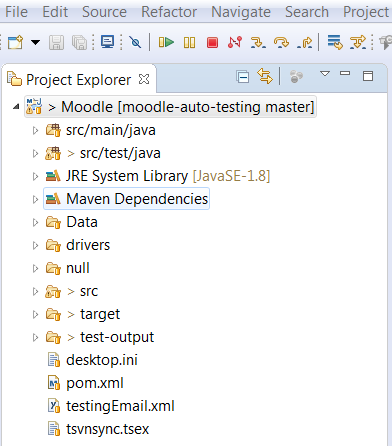 File Edit Refactor Navigate Search Project
Project Explorer
> Moodle [moodle-auto-testing master]
src/main/java
> src/test/java
JRE System Library [JavaSE-1.8]
Maven Dependencies
Data
drivers
null
> src
> target
> test-output
desktop.ini
pom.xml
testingEmail.xml
tsvnsync.tsex